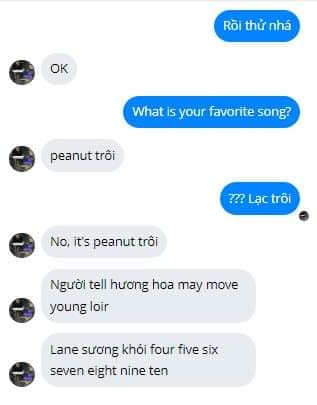 Rồi thử nhá
OK
What is your favorite song?
peanut trôi
??? Lạc trôi
No, it's peanut trôi
Người tell hương hoa may move
young loir
Lane sương khói four five six
seven eight nine ten